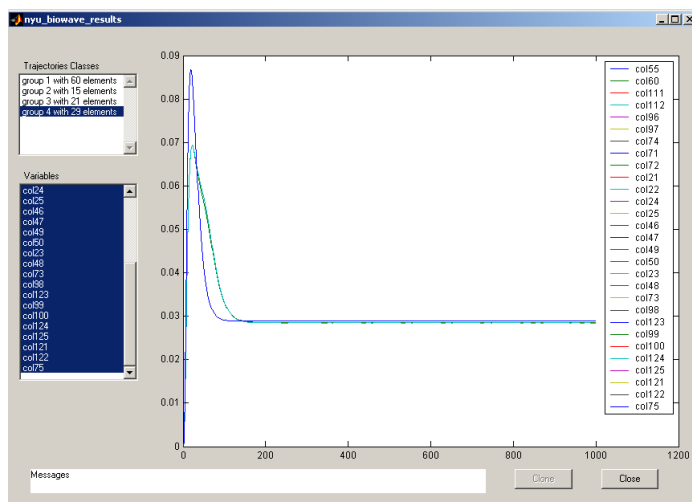 nyu_biowave_results
Trajectories Classes
group 1 with 60 elements
group 2 with 15 elements
group 3 with 21 elements
group 4 with 29 elements
Variables
col24
col25
col46
col47
col49
col50
col23
col48
col73
col98
col123
col99
col100
col124
col125
col121
col122
col75
0.09
0.08
0.07
0.06
0.05
0.04
0.03
0.02
0.01
0
0
200
400
600
800
1000
1200
col55
col60
col111
col112
col96
col97
col74
col71
col72
col21
col22
col24
col25
col46
col47
col49
col50
col23
col48
col73
col98
col123
col99
col100
col124
col125
col121
col122
col75
Messages
Clone
Close